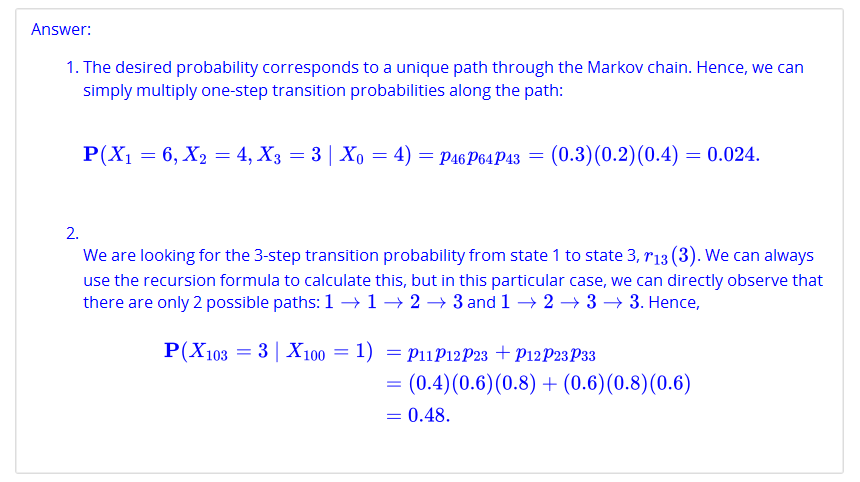 Answer:
1. The desired probability corresponds to a unique path through the Markov chain. Hence, we can
simply multiply one-step transition probabilities along the path:
P(X₁ = 6, X₂ = 4, X₃ = 3 | X₀ = 4) = p₄₆p₆₄p₄₃ = (0.3)(0.2)(0.4) = 0.024.
2.
We are looking for the 3-step transition probability from state 1 to state 3, r₁₃(3). We can always
use the recursion formula to calculate this, but in this particular case, we can directly observe that
there are only 2 possible paths: 1 → 1 → 2 → 3 and 1 → 2 → 3 → 3. Hence,
P(X₁₀₃ = 3 | X₁₀₀ = 1) = p₁₁p₁₂p₂₃ + p₁₂p₂₃p₃₃
= (0.4)(0.6)(0.8) + (0.6)(0.8)(0.6)
= 0.48.